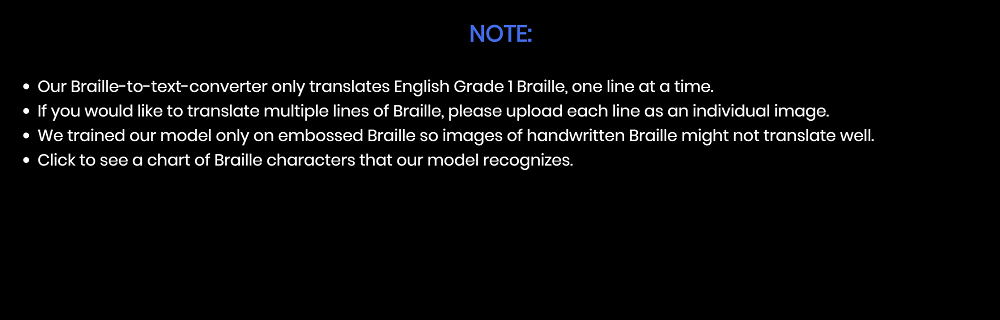 NOTE:
• Our Braille-to-text-converter only translates English Grade 1 Braille, one line at a time.
• If you would like to translate multiple lines of Braille, please upload each line as an individual image.
• We trained our model only on embossed Braille so images of handwritten Braille might not translate well.
• Click to see a chart of Braille characters that our model recognizes.